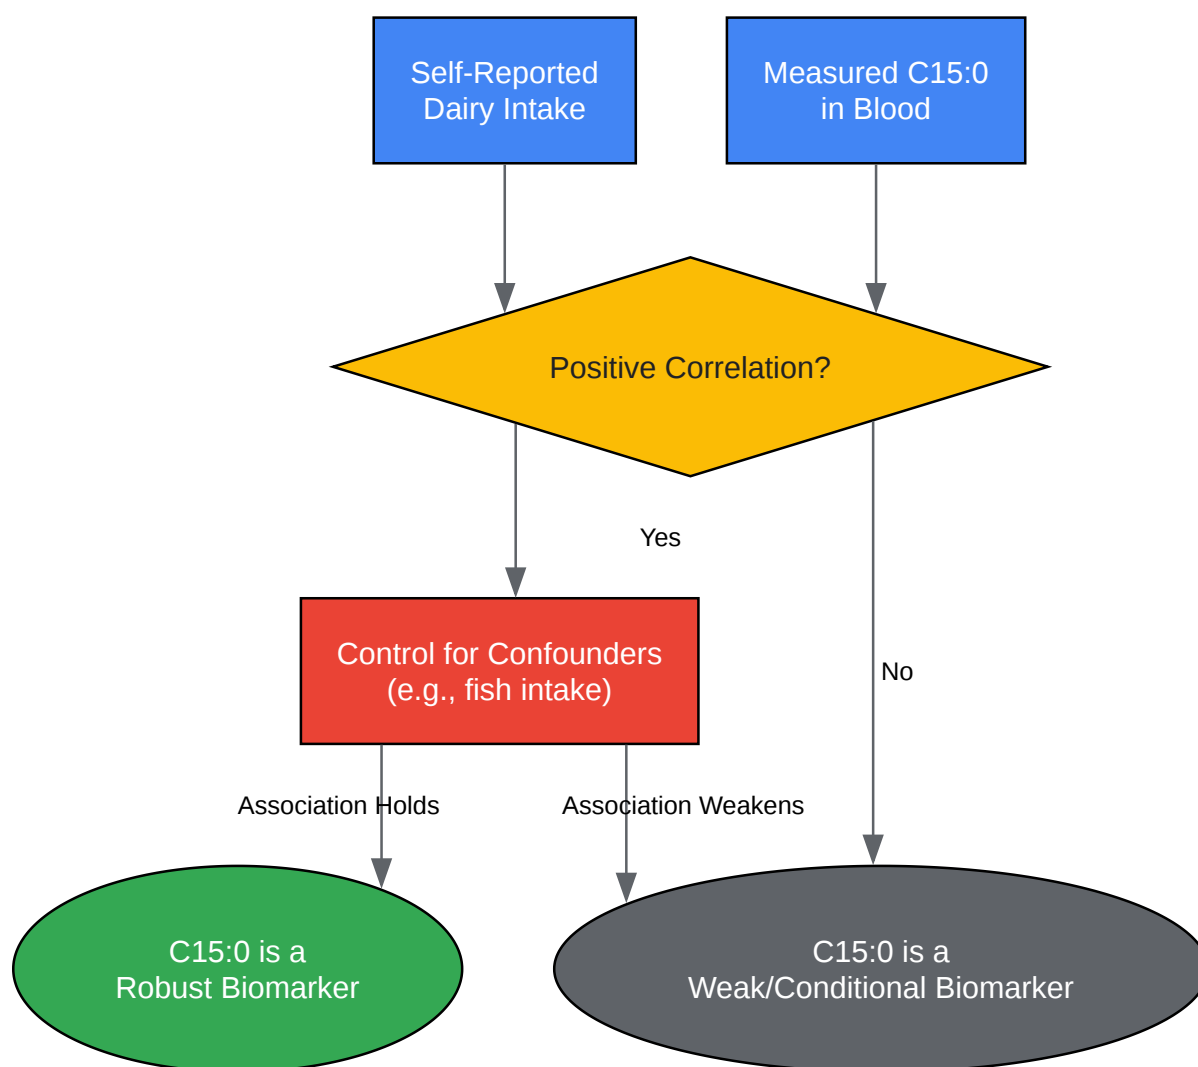 Self-Reported
Dairy Intake
Measured C15:0
in Blood
Positive Correlation?
Yes
No
Control for Confounders
(e.g., fish intake)
Association Holds
Association Weakens
C15:0 is a
Robust Biomarker
C15:0 is a
Weak/Conditional Biomarker